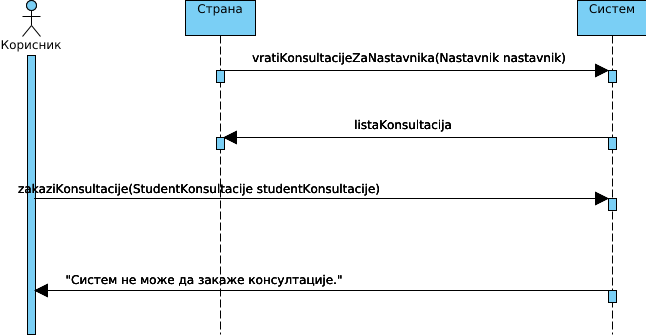 Страна
Систем
Корисник
vratiKonsultacijeZaNastavnika(Nastavnik nastavnik)
listaKonsultacija
zakaziKonsultacije(StudentKonsultacije studentKonsultacije)
"Систем не може да закаже консултације."